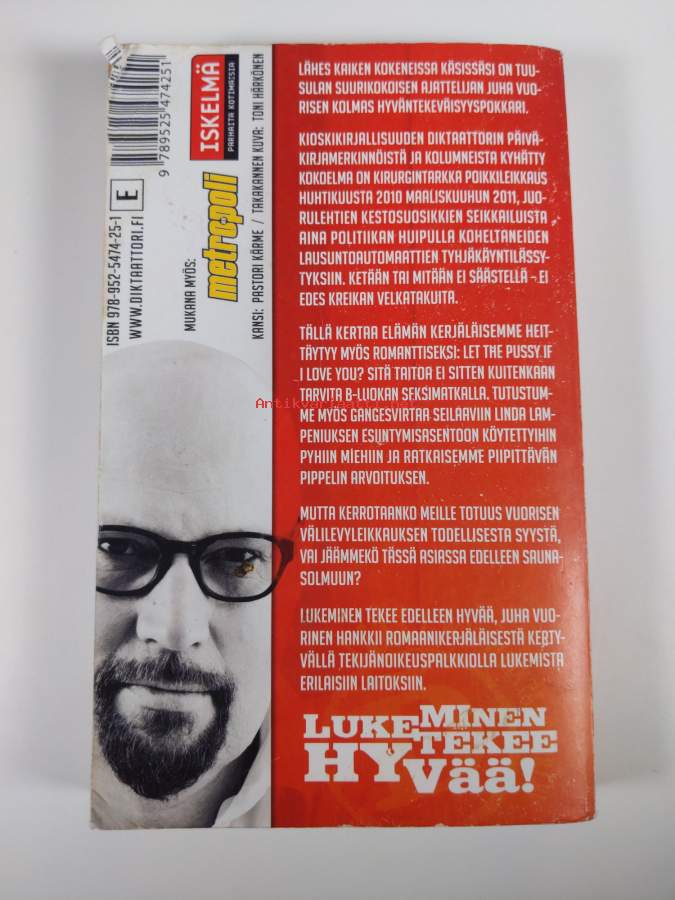 LÄHES KAIKEN KOKENEISSA KÄSISSÄSI ON TUU-
SULAN SUURIKOKOISEN AJATTELIJAN JUHA VUO-
RISEN KOLMAS HYVÄNTEKEVÄISYYSPOKKARI.
KIOSKIKIRJALLISUUDEN DIKTAATTORIN PÄIVÄ-
KIRJAMERKINNÖISTÄ JA KOLUMNEISTA KYHÄTTY
KOKOELMA ON KIRURGINTARKKA POIKKILEIKKAUS
HUHTIKUUSTA 2010 MAALISKUUHUN 2011, JUO-
RULEHTIEN KESTOSUOSIKKIEN SEIKKAILUISTA
AINA POLITIIKAN HUIPULLA KOHELTANEIDEN
LAUSUNTOAUTOMAATTIEN TYHJÄKÄYNTILÄSSY-
TYKSIIN. KETÄÄN TAI MITÄÄN EI SÄÄSTELLÄ - EI
EDES KREIKAN VELKATAKUITA.
TÄLLÄ KERTAA ELÄMÄN KERJÄLÄISEMME HEIT-
TÄYTYY MYÖS ROMANTTISEKSI: LET THE PUSSY IF
I LOVE YOU? SITÄ TAITOA EI SITTEN KUITENKAAN
TARVITA B-LUOKAN SEKSIMATKALLA. TUTUSTUM-
ME MYÖS GANGESVIRTAA SEILAAVIIN LINDA LAM-
PENIUKSEN ESIINTYMISASENTOON KÖYTETTYIHIN
PYHIIN MIEHIIN JA RATKAISEMME PIIPITTÄVÄN
PIPPELIN ARVOITUKSEN.
MUTTA KERROTAANKO MEILLE TOTUUS VUORISEN
VÄLILEVYLEIKKAUKSEN TODELLISESTA SYYSTÄ,
VAI JÄÄMMEKÖ TÄSSÄ ASIASSA EDELLEEN SAUNA-
SOLMUUN?
LUKEMINEN TEKEE EDELLEEN HYVÄÄ, JUHA VUO-
RINEN HANKKII ROMAANIKERJÄLÄISESTÄ KERTY-
VÄLLÄ TEKIJÄNOIKEUSPALKKIOLLA LUKEMISTA
ERILAISIIN LAITOKSIIN.
LUKEMINEN
TEKEE
HYVÄÄ!
9 789525 474251
E
ISBN 978-952-5474-25-1
WWW.DIKTAATTORI.FI
ISKELMÄ
PARHAITA KOTIMAISIA
MUKANA MYÖS:
metropoli
KANSI: PASTORI KÄRME / TAKAKANNEN KUVA: TONI HÄRKÖNEN
Antikvariaatti.net